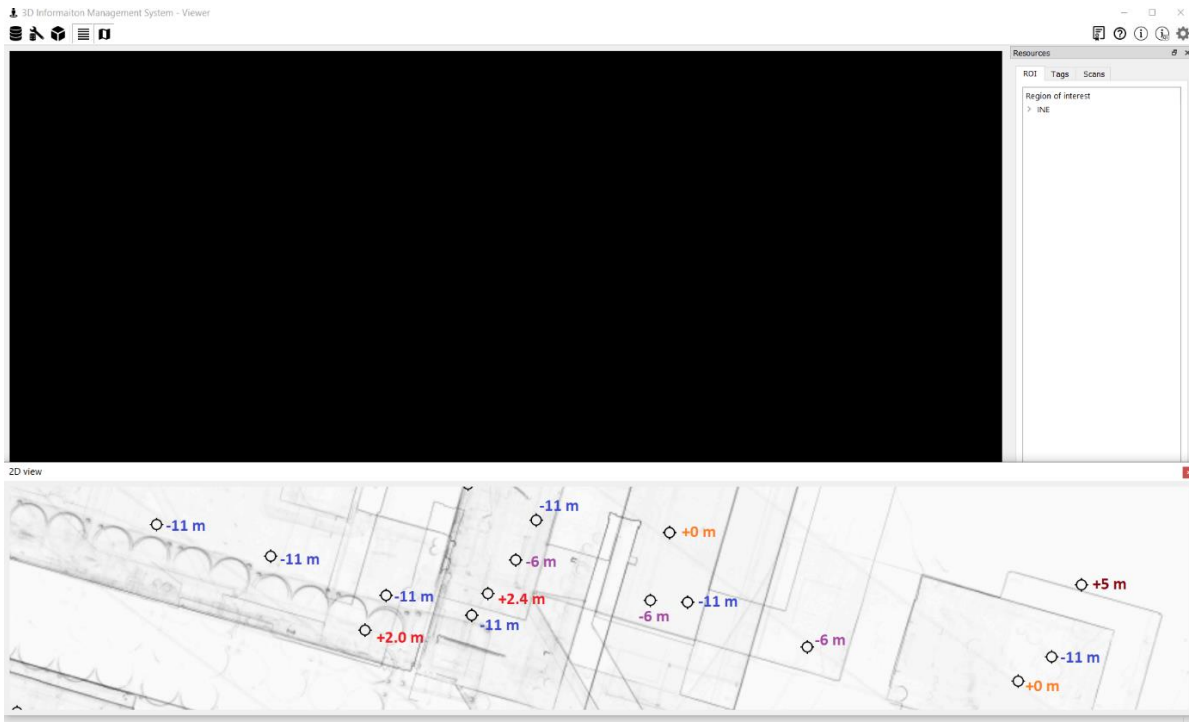 3D Informaiton Management System - Viewer
Resources
ROI Tags Scans
Region of interest
> INE
2D view
-11 m
-11 m
+0 m
-11 m
-6 m
+5 m
-11 m
+2.4 m
-11 m
-6 m
-11 m
+2.0 m
-6 m
-11 m
+0 m